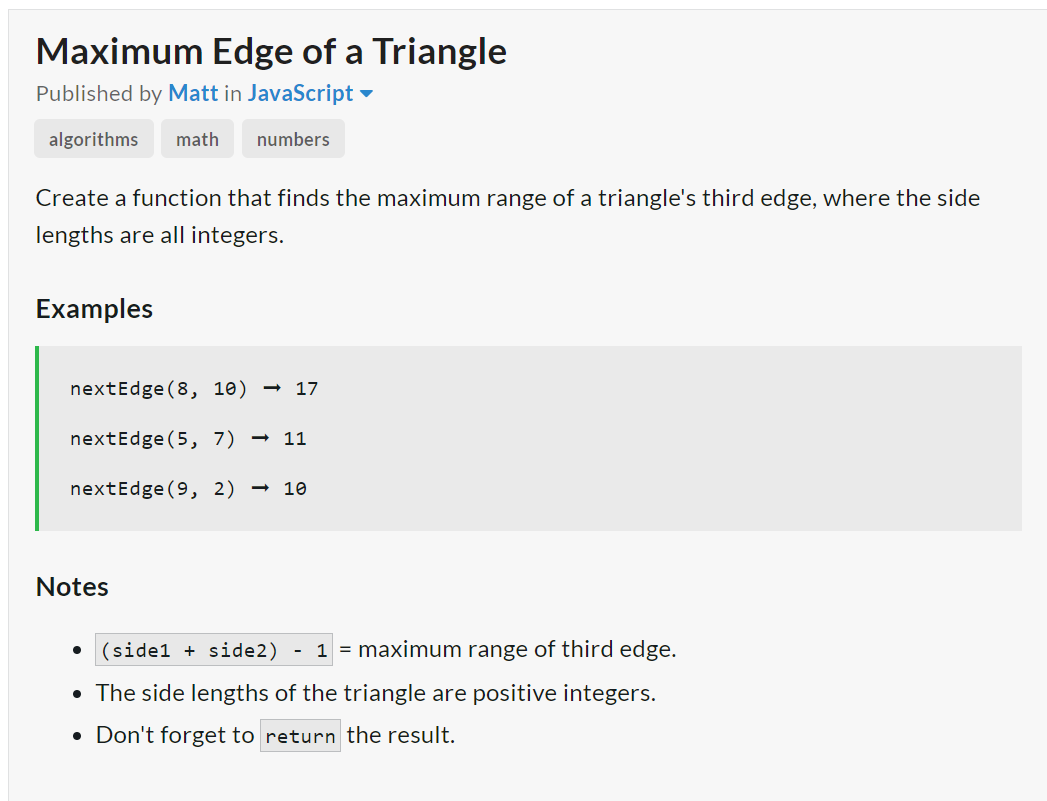 Maximum Edge of a Triangle
Published by Matt in JavaScript
algorithms math numbers
Create a function that finds the maximum range of a triangle's third edge, where the side
lengths are all integers.
Examples
nextEdge(8, 10) ➞ 17
nextEdge(5, 7) ➞ 11
nextEdge(9, 2) ➞ 10
Notes
• (side1 + side2) - 1 = maximum range of third edge.
• The side lengths of the triangle are positive integers.
• Don't forget to return the result.